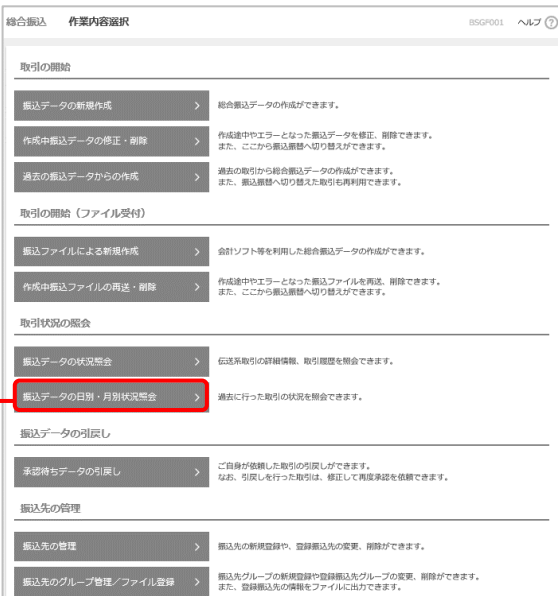 総合振込 作業内容選択 BSGF001 ヘルプ ?
取引の開始
振込データの新規作成 > 総合振込データの作成ができます。
作成中振込データの修正・削除 > 作成途中やエラーとなった振込データを修正、削除できます。
また、ここから振込振替へ切り替えができます。
過去の振込データからの作成 > 過去の取引から総合振込データの作成ができます。
また、振込振替へ切り替えた取引も再利用できます。
取引の開始（ファイル受付）
振込ファイルによる新規作成 > 会計ソフト等を利用した総合振込データの作成ができます。
作成中振込ファイルの再送・削除 > 作成途中やエラーとなった振込ファイルを再送、削除できます。
また、ここから振込振替へ切り替えができます。
取引状況の照会
振込データの状況照会 > 伝送系取引の詳細情報、取引履歴を照会できます。
振込データの日別・月別状況照会 > 過去に行った取引の状況を照会できます。
振込データの引戻し
承認待ちデータの引戻し > ご自身が依頼した取引の引戻しができます。
なお、引戻しを行った取引は、修正して再度承認を依頼できます。
振込先の管理
振込先の管理 > 振込先の新規登録や、登録振込先の変更、削除ができます。
振込先のグループ管理／ファイル登録 > 振込先グループの新規登録や登録振込先グループの変更、削除ができます。
また、登録振込先の情報をファイルに出力できます。